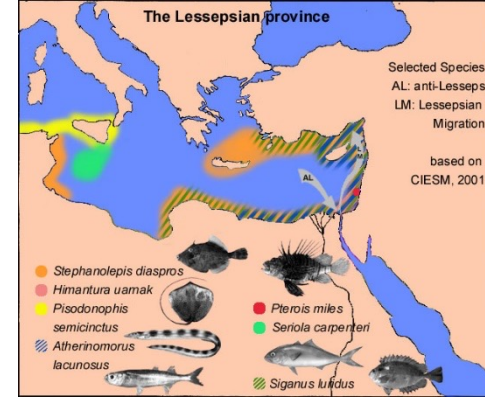 The Lessepsian province
Selected Species
AL: anti-Lesseps
LM: Lessepsian
Migration
based on
CIESM, 2001
LM
AL
Stephanolepis diaspros
Himantura uarnak
Pisodonophis
semicinctus
Atherinomorus
lacunosus
Pterois miles
Seriola carpenteri
Siganus luridus